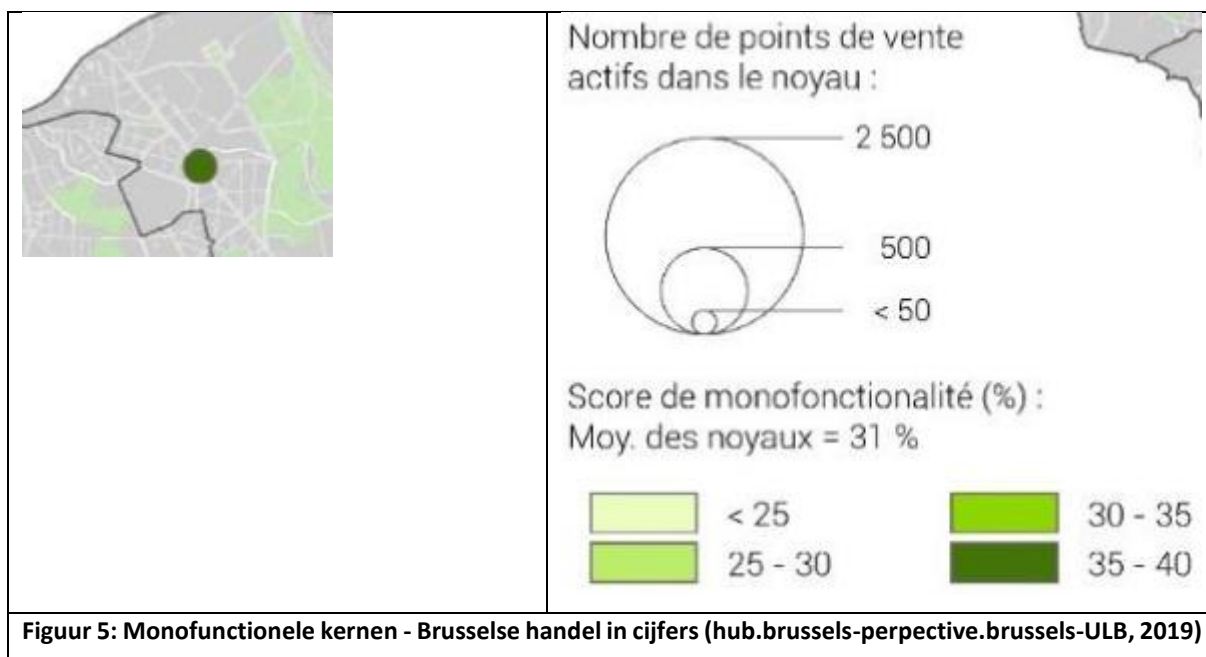 Nombre de points de vente
actifs dans le noyau :
2 500
500
< 50
Score de monofonctionalité (%) :
Moy. des noyaux = 31 %
< 25
30 - 35
25 - 30
35 - 40
Figuur 5: Monofunctionele kernen - Brusselse handel in cijfers (hub.brussels-perpective.brussels-ULB, 2019)